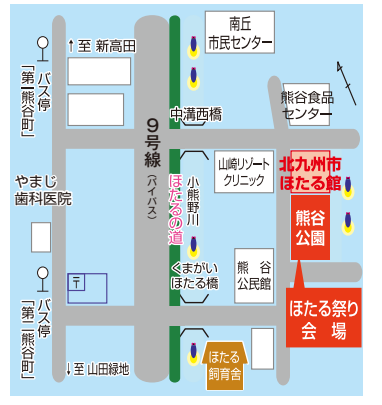 南丘
市民センター
↑至 新高田
バス停
「第一熊谷町」
中溝西橋
熊谷食品
センター
9号線
（バイパス）
ほたるの道
小熊野川
山崎リゾート
クリニック
北九州市
ほたる館
やまじ
歯科医院
熊谷
公園
くまがい
ほたる橋
熊 谷
公民館
〒
バス停
「第二熊谷町」
ほたる祭り
会 場
ほたる
飼育舎
↓至 山田緑地